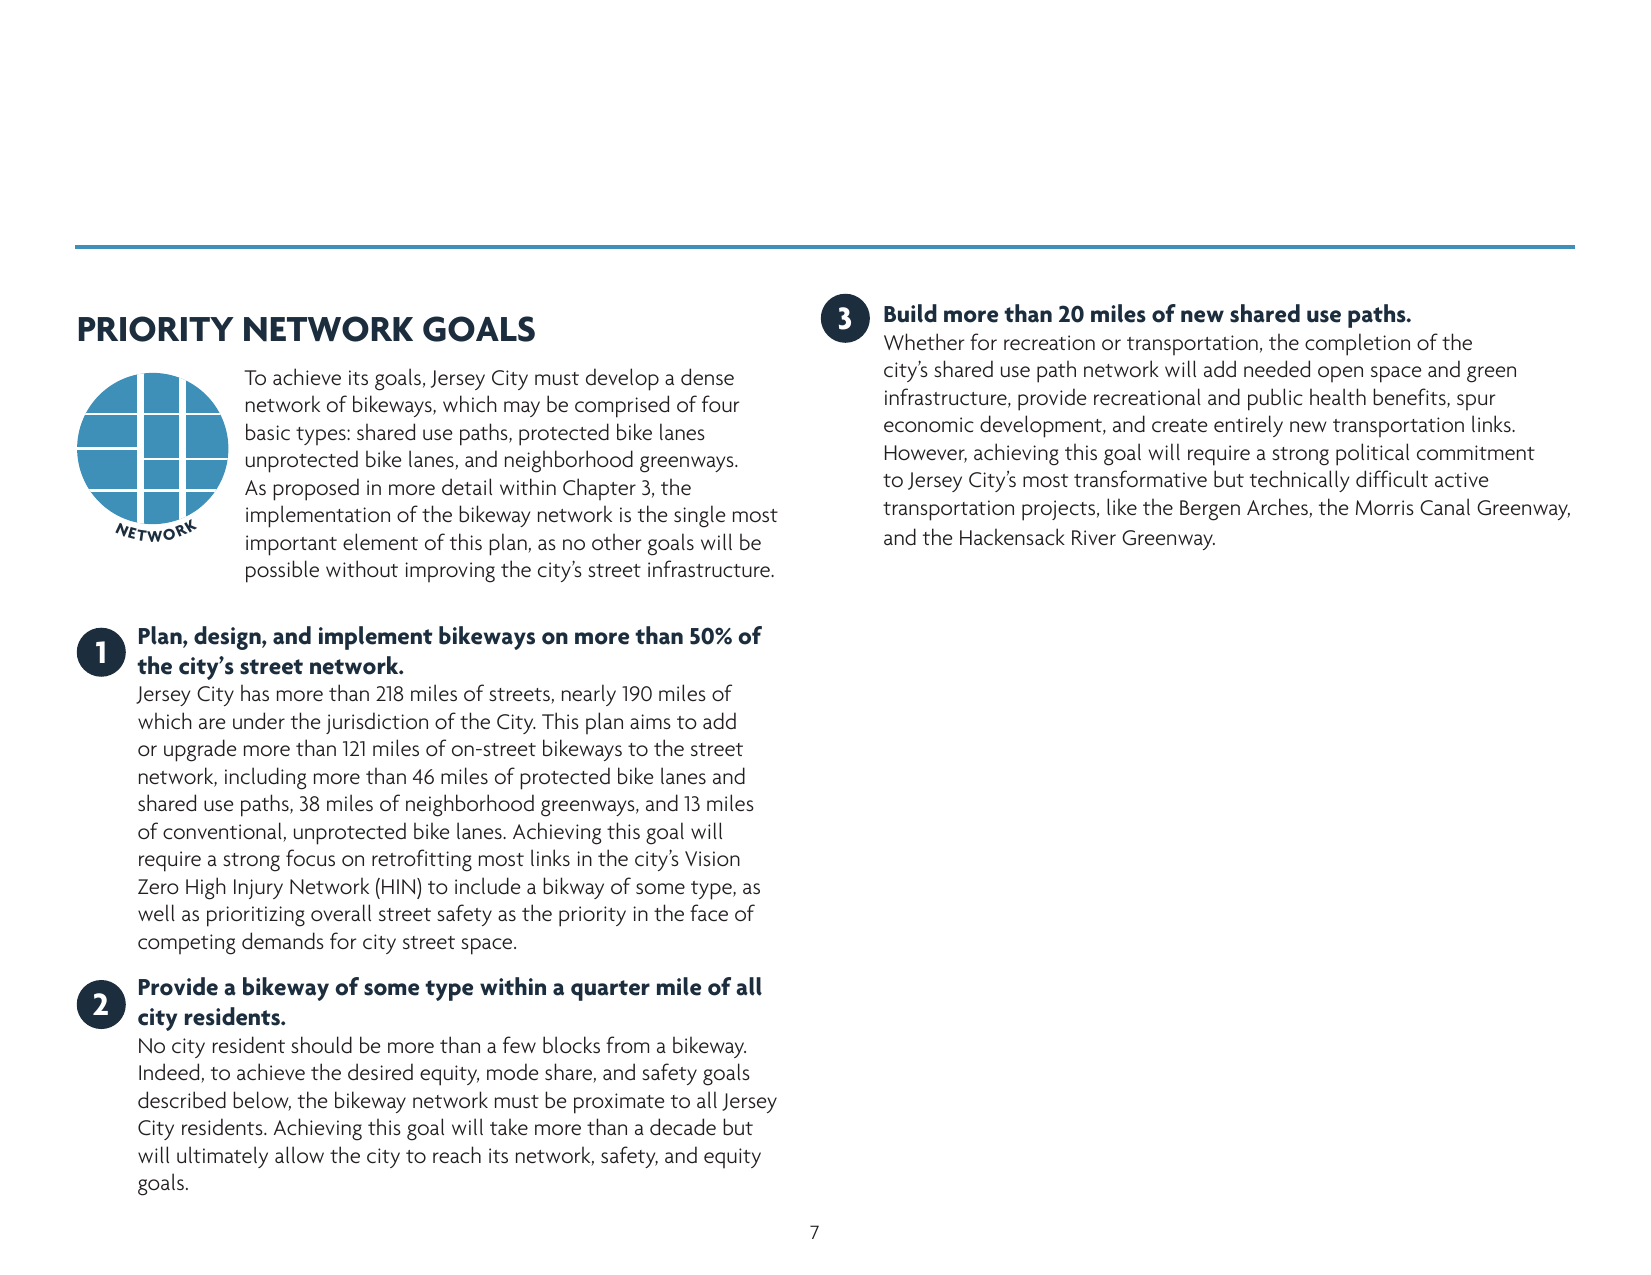 PRIORITY NETWORK GOALS
To achieve its goals, Jersey City must develop a dense
network of bikeways, which may be comprised of four
basic types: shared use paths, protected bike lanes
unprotected bike lanes, and neighborhood greenways.
As proposed in more detail within Chapter 3, the
implementation of the bikeway network is the single most
important element of this plan, as no other goals will be
possible without improving the city’s street infrastructure.
NETWORK
1
Plan, design, and implement bikeways on more than 50% of
the city’s street network.
Jersey City has more than 218 miles of streets, nearly 190 miles of
which are under the jurisdiction of the City. This plan aims to add
or upgrade more than 121 miles of on-street bikeways to the street
network, including more than 46 miles of protected bike lanes and
shared use paths, 38 miles of neighborhood greenways, and 13 miles
of conventional, unprotected bike lanes. Achieving this goal will
require a strong focus on retrofitting most links in the city’s Vision
Zero High Injury Network (HIN) to include a bikway of some type, as
well as prioritizing overall street safety as the priority in the face of
competing demands for city street space.
2
Provide a bikeway of some type within a quarter mile of all
city residents.
No city resident should be more than a few blocks from a bikeway.
Indeed, to achieve the desired equity, mode share, and safety goals
described below, the bikeway network must be proximate to all Jersey
City residents. Achieving this goal will take more than a decade but
will ultimately allow the city to reach its network, safety, and equity
goals.
3
Build more than 20 miles of new shared use paths.
Whether for recreation or transportation, the completion of the
city’s shared use path network will add needed open space and green
infrastructure, provide recreational and public health benefits, spur
economic development, and create entirely new transportation links.
However, achieving this goal will require a strong political commitment
to Jersey City’s most transformative but technically difficult active
transportation projects, like the Bergen Arches, the Morris Canal Greenway,
and the Hackensack River Greenway.
7